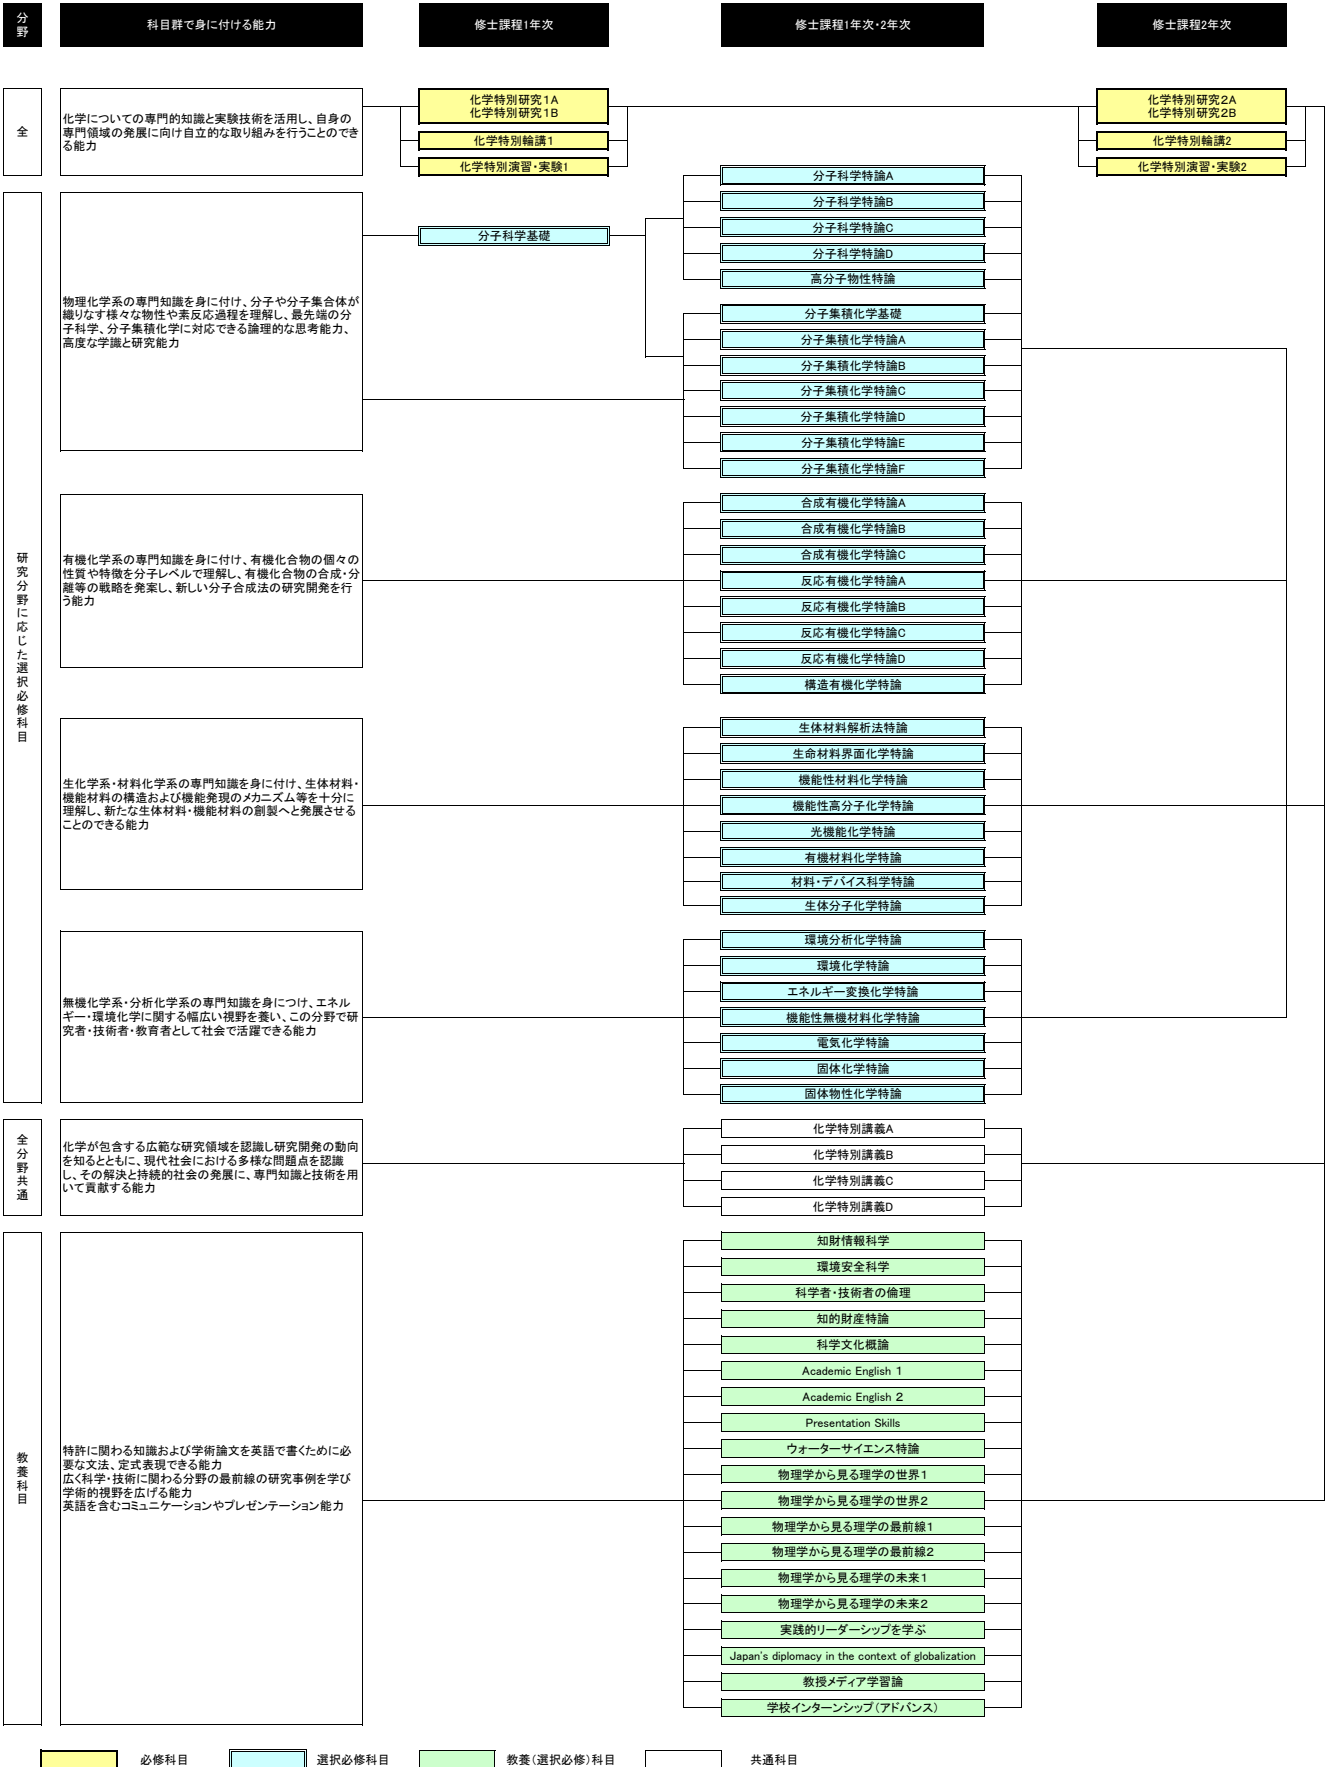 分野
科目群で身に付ける能力
修士課程1年次
修士課程1年次・2年次
修士課程2年次
全
化学についての専門的知識と実験技術を活用し、自身の
専門領域の発展に向け自立的な取り組みを行うことのでき
る能力
化学特別研究1A
化学特別研究1B
化学特別輪講1
化学特別演習・実験1
化学特別研究2A
化学特別研究2B
化学特別輪講2
化学特別演習・実験2
研究分野に応じた選択必修科目
物理化学系の専門知識を身に付け、分子や分子集合体が
織りなす様々な物性や素反応過程を理解し、最先端の分
子科学、分子集積化学に対応できる論理的な思考能力、
高度な学識と研究能力
分子科学基礎
分子科学特論A
分子科学特論B
分子科学特論C
分子科学特論D
高分子物性特論
分子集積化学基礎
分子集積化学特論A
分子集積化学特論B
分子集積化学特論C
分子集積化学特論D
分子集積化学特論E
分子集積化学特論F
有機化学系の専門知識を身に付け、有機化合物の個々の
性質や特徴を分子レベルで理解し、有機化合物の合成・分
離等の戦略を発案し、新しい分子合成法の研究開発を行
う能力
合成有機化学特論A
合成有機化学特論B
合成有機化学特論C
反応有機化学特論A
反応有機化学特論B
反応有機化学特論C
反応有機化学特論D
構造有機化学特論
生化学系・材料化学系の専門知識を身に付け、生体材料・
機能材料の構造および機能発現のメカニズム等を十分に
理解し、新たな生体材料・機能材料の創製へと発展させる
ことのできる能力
生体材料解析法特論
生命材料界面化学特論
機能性材料化学特論
機能性高分子化学特論
光機能化学特論
有機材料化学特論
材料・デバイス科学特論
生体分子化学特論
無機化学系・分析化学系の専門知識を身につけ、エネル
ギー・環境化学に関する幅広い視野を養い、この分野で研
究者・技術者・教育者として社会で活躍できる能力
環境分析化学特論
環境化学特論
エネルギー変換化学特論
機能性無機材料化学特論
電気化学特論
固体化学特論
固体物性化学特論
全分野共通
化学が包含する広範な研究領域を認識し研究開発の動向
を知るとともに、現代社会における多様な問題点を認識
し、その解決と持続的社会の発展に、専門知識と技術を用
いて貢献する能力
化学特別講義A
化学特別講義B
化学特別講義C
化学特別講義D
教養科目
特許に関わる知識および学術論文を英語で書くために必
要な文法、定式表現できる能力
広く科学・技術に関わる分野の最前線の研究事例を学び
学術的視野を広げる能力
英語を含むコミュニケーションやプレゼンテーション能力
知財情報科学
環境安全科学
科学者・技術者の倫理
知的財産特論
科学文化概論
Academic English 1
Academic English 2
Presentation Skills
ウォーターサイエンス特論
物理学から見る理学の世界1
物理学から見る理学の世界2
物理学から見る理学の最前線1
物理学から見る理学の最前線2
物理学から見る理学の未来1
物理学から見る理学の未来2
実践的リーダーシップを学ぶ
Japan's diplomacy in the context of globalization
教授メディア学習論
学校インターンシップ(アドバンス)
必修科目
選択必修科目
教養(選択必修)科目
共通科目